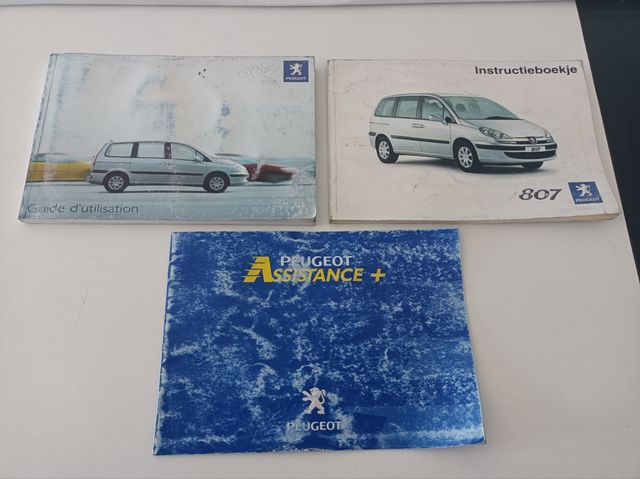 807
PEUGEOT
Guide d'utilisation
Instructieboekje
807
807
PEUGEOT
PEUGEOT
ASSISTANCE +
PEUGEOT